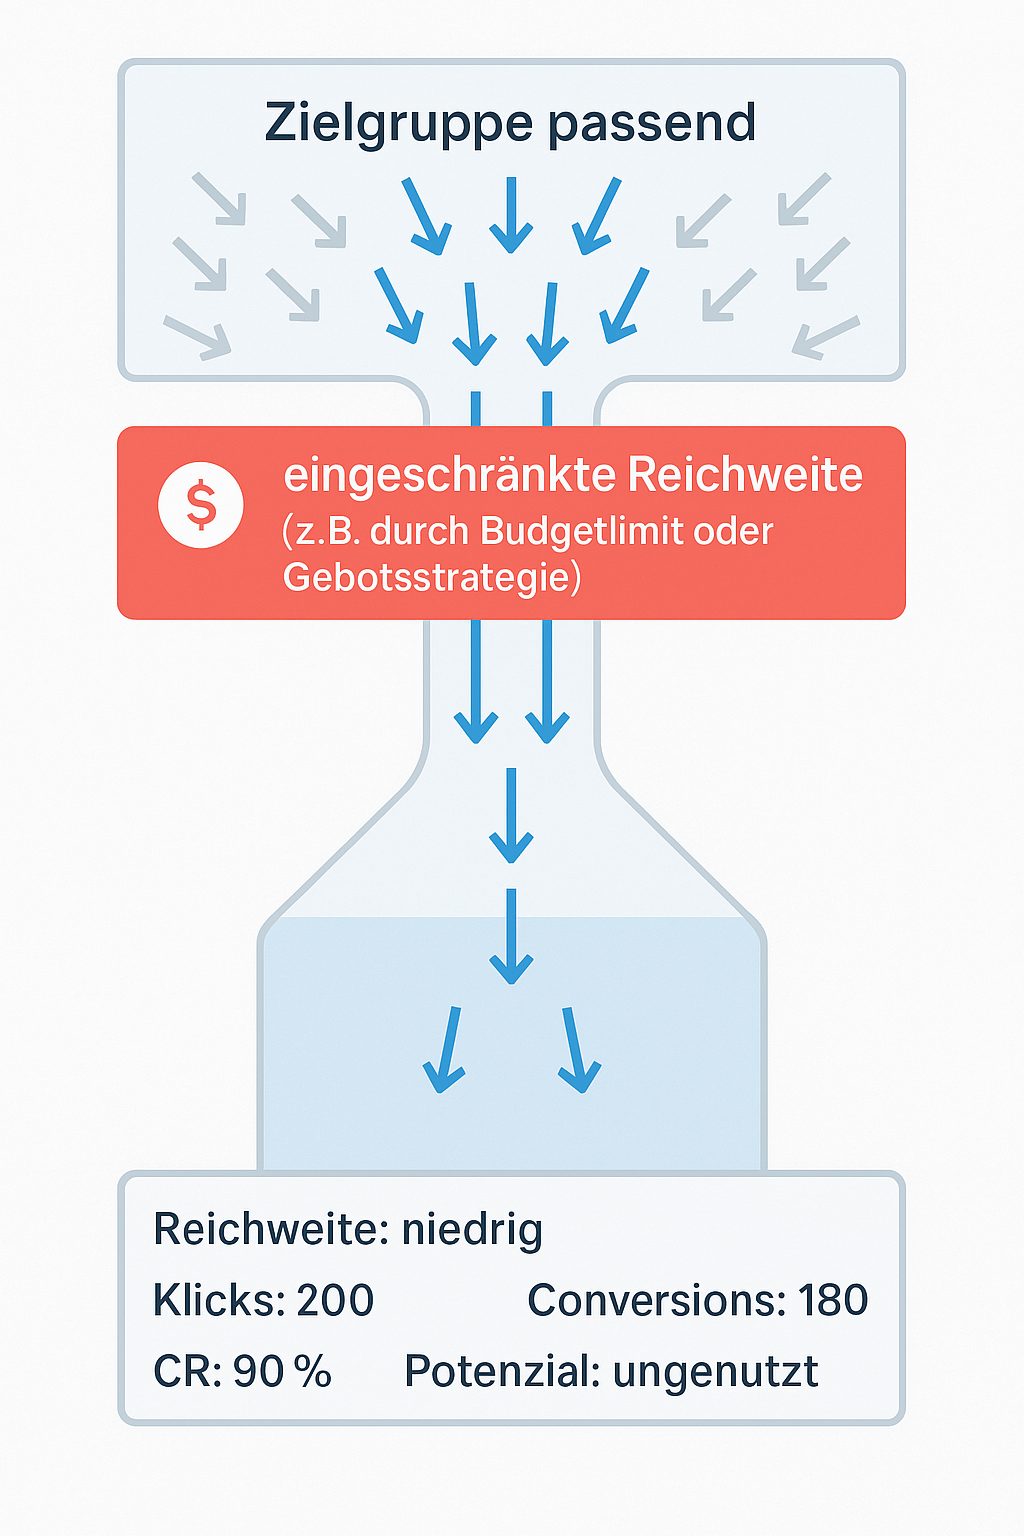 Zielgruppe passend
$
eingeschränkte Reichweite
(z.B. durch Budgetlimit oder
Gebotsstrategie)
Reichweite: niedrig
Klicks: 200 Conversions: 180
CR: 90 % Potenzial: ungenutzt